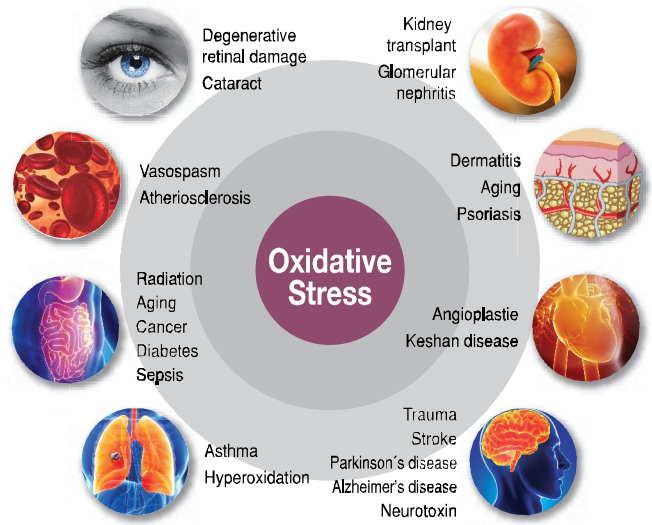 Degenerative
retinal damage
Cataract
Kidney
transplant
Glomerular
nephritis
Vasospasm
Atheriosclerosis
Dermatitis
Aging
Psoriasis
Oxidative
Stress
Radiation
Aging
Cancer
Diabetes
Sepsis
Angioplastie
Keshan disease
Asthma
Hyperoxidation
Trauma
Stroke
Parkinson´s disease
Alzheimer's disease
Neurotoxin